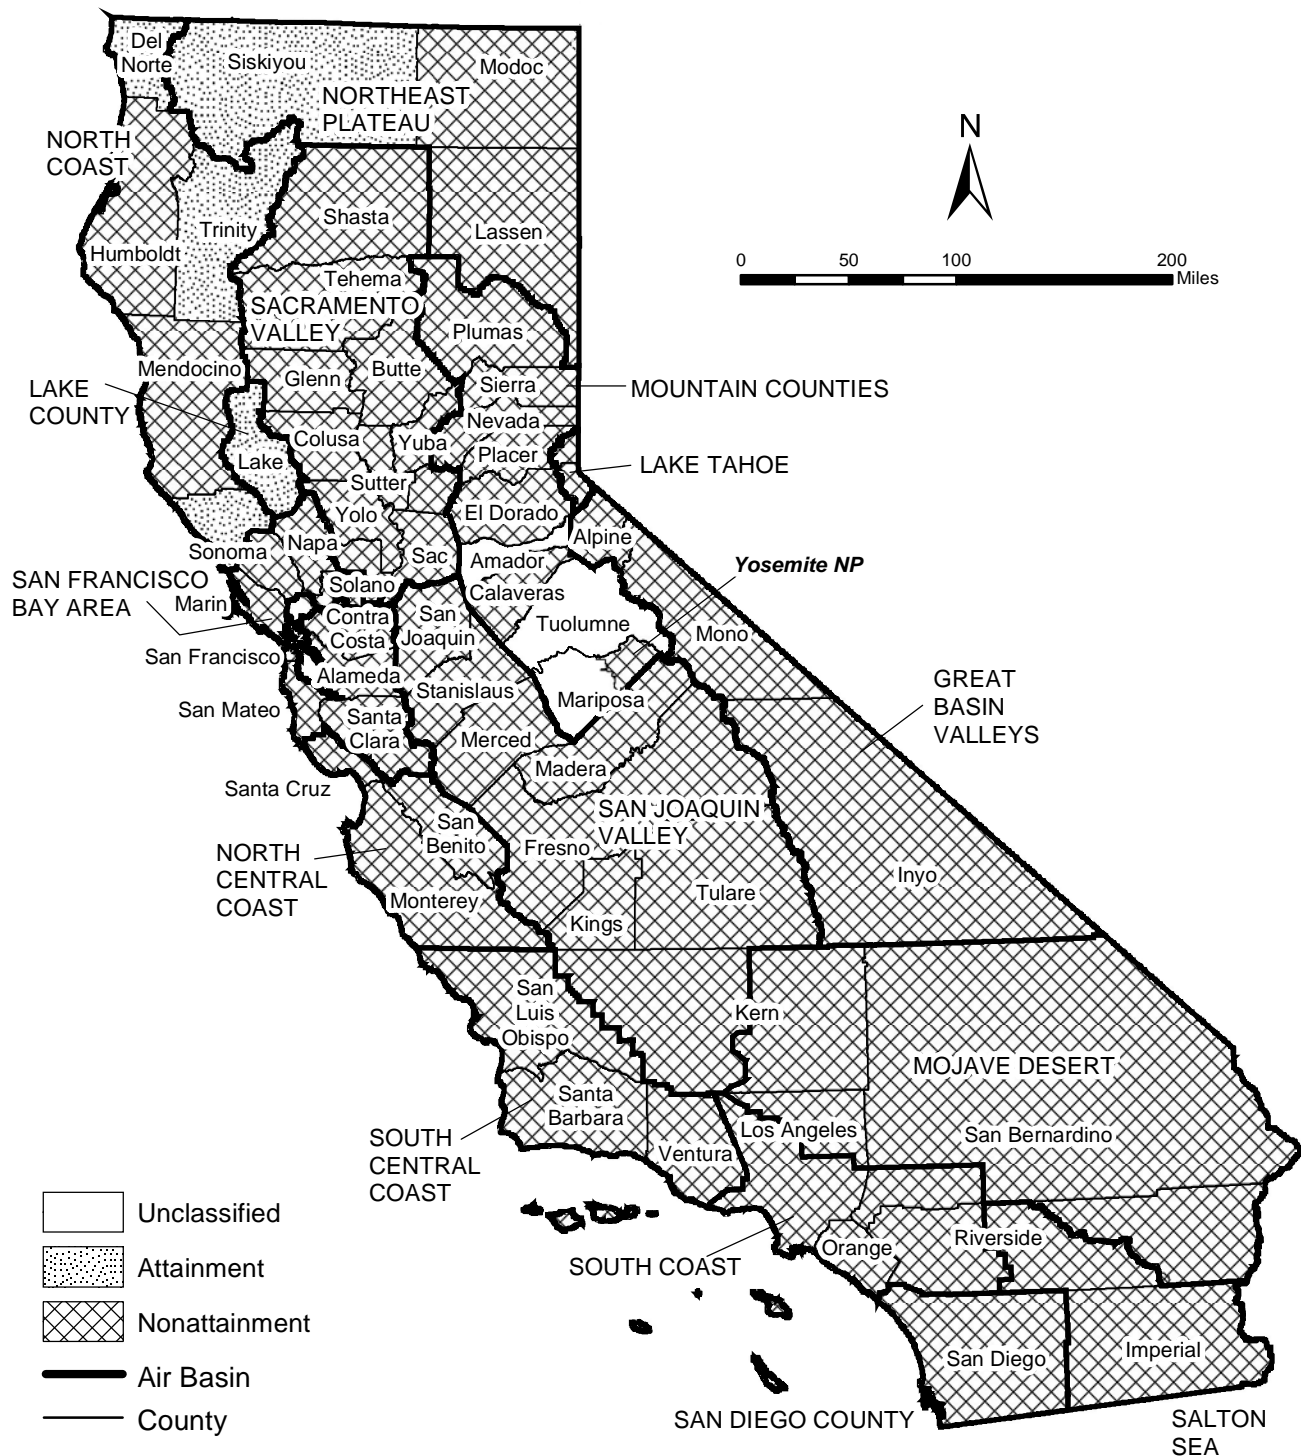 Del
Norte
Siskiyou
Modoc
NORTHEAST
PLATEAU
NORTH
COAST
N
Shasta
Trinity
Lassen
Humboldt
0
50
100
200
Miles
Tehema
SACRAMENTO
VALLEY
Plumas
Mendocino
Glenn
Butte
Sierra
MOUNTAIN COUNTIES
LAKE
COUNTY
Nevada
Colusa
Yuba
Placer
Lake
LAKE TAHOE
Sutter
Yolo
El Dorado
Napa
Alpine
Sonoma
Sac
Amador
Yosemite NP
SAN FRANCISCO
BAY AREA
Solano
Calaveras
Marin
Contra
Costa
San
Joaquin
Tuolumne
Mono
San Francisco
Alameda
Stanislaus
GREAT
BASIN
VALLEYS
Mariposa
San Mateo
Santa
Clara
Merced
Madera
Santa Cruz
SAN JOAQUIN
VALLEY
San
Benito
Fresno
NORTH
CENTRAL
COAST
Inyo
Tulare
Monterey
Kings
San
Luis
Obispo
Kern
MOJAVE DESERT
Santa
Barbara
Los Angeles
San Bernardino
SOUTH
CENTRAL
COAST
Ventura
Unclassified
Riverside
Orange
SOUTH COAST
Attainment
Nonattainment
Imperial
San Diego
Air Basin
County
SAN DIEGO COUNTY
SALTON
SEA